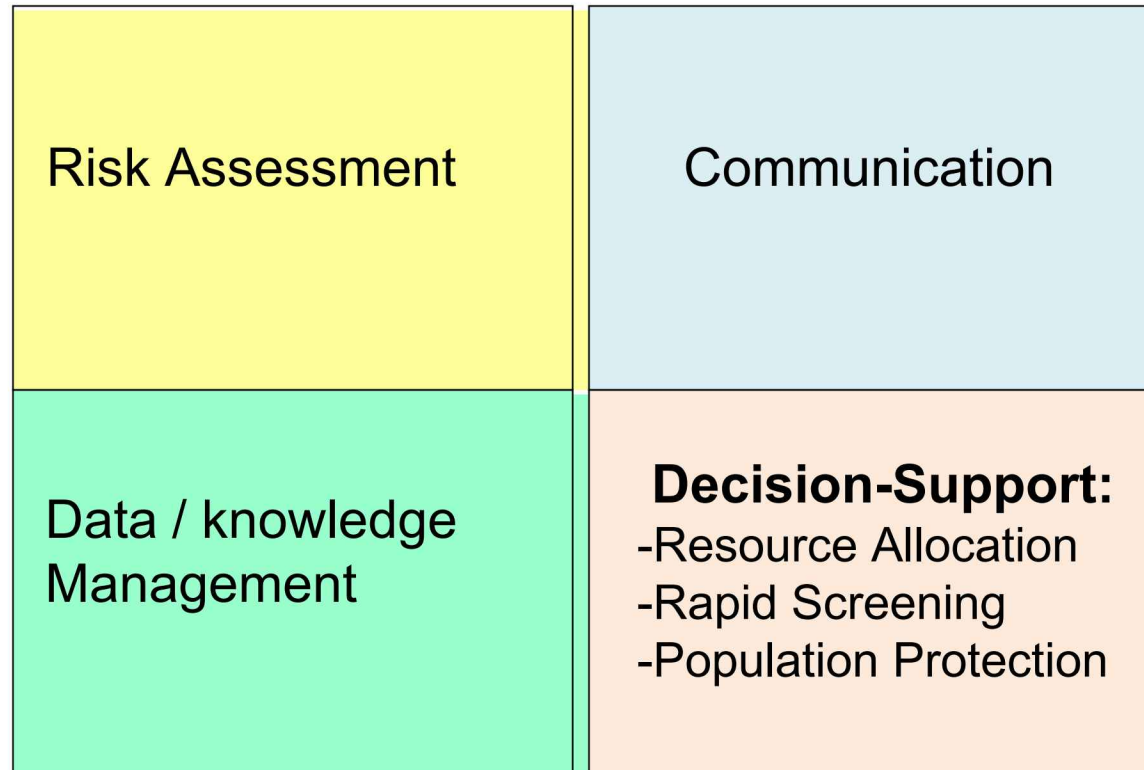 Risk Assessment
Communication
Data / knowledge
Management
Decision-Support:
-Resource Allocation
-Rapid Screening
-Population Protection